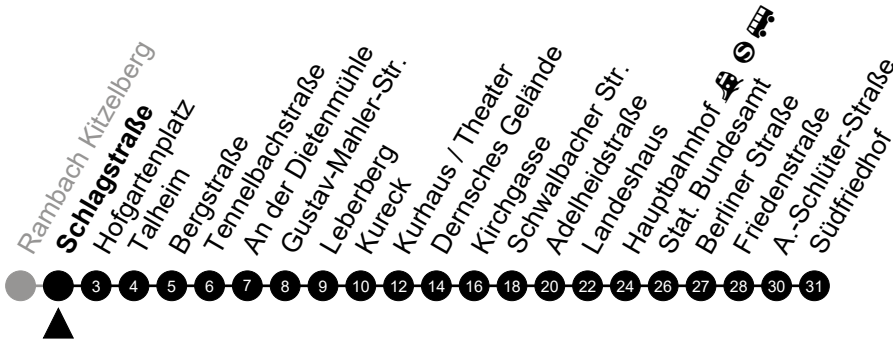 Rambach Kitzelberg
Schlagstraße
Hofgartenplatz
Talheim
Bergstraße
Tennelbachstraße
An der Dietenmühle
Gustav-Mahler-Str.
Leberberg
Kureck
Kurhaus / Theater
Dernsches Gelände
Kirchgasse
Schwalbacher Str.
Adelheidstraße
Landeshaus
Hauptbahnhof S
Stat. Bundesamt
Berliner Straße
Friedenstraße
A.-Schlüter-Straße
Südfriedhof
3 4 5 6 7 8 9 10 12 14 16 18 20 22 24 26 27 28 30 31